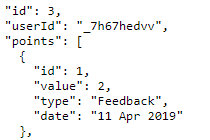 "id": 3,
"userId": "_7h67hedvv",
"points": [
{
"id": 1,
"value": 2,
"type": "Feedback",
"date": "11 Apr 2019"
},